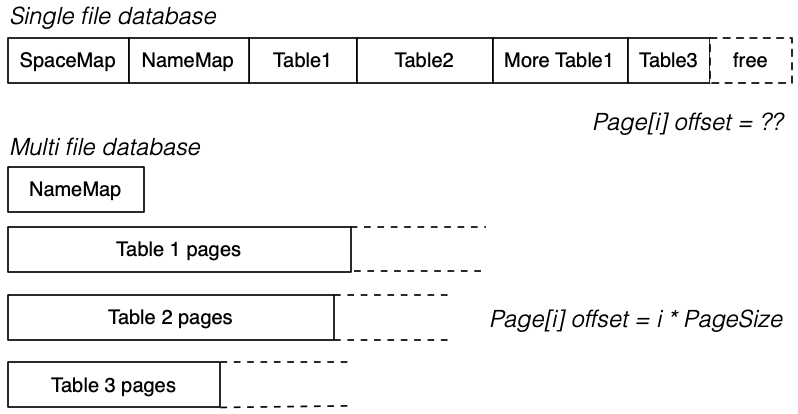 Single file database
SpaceMap NameMap Table1 Table2 More Table1 Table3 free
Page[i] offset = ??
Multi file database
NameMap
Table 1 pages
Table 2 pages
Page[i] offset = i * PageSize
Table 3 pages